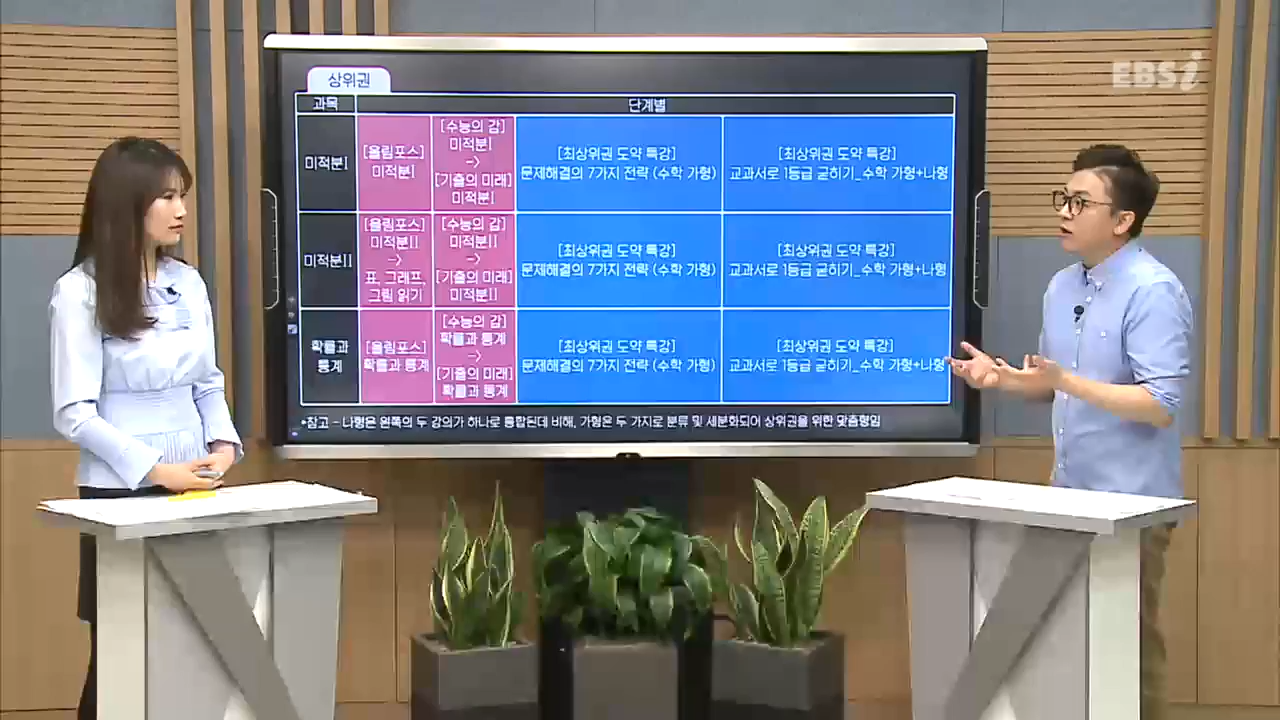 EBSi
상위권
과목
단계별
미적분I
[올림포스]
미적분I
[수능의 감]
미적분I
->
[기출의 미래]
미적분I
[최상위권 도약 특강]
문제해결의 7가지 전략 (수학 가형)
[최상위권 도약 특강]
교과서로 1등급 굳히기_수학 가형+나형
미적분II
[올림포스]
미적분II
->
표, 그래프,
그림 읽기
[수능의 감]
미적분II
->
[기출의 미래]
미적분II
[최상위권 도약 특강]
문제해결의 7가지 전략 (수학 가형)
[최상위권 도약 특강]
교과서로 1등급 굳히기_수학 가형+나형
확률과
통계
[올림포스]
확률과 통계
[수능의 감]
확률과 통계
->
[기출의 미래]
확률과 통계
[최상위권 도약 특강]
문제해결의 7가지 전략 (수학 가형)
[최상위권 도약 특강]
교과서로 1등급 굳히기_수학 가형+나형
*참고 - 나형은 왼쪽의 두 강의가 하나로 통합된데 비해, 가형은 두 가지로 분류 및 세분화되어 상위권을 위한 맞춤형임